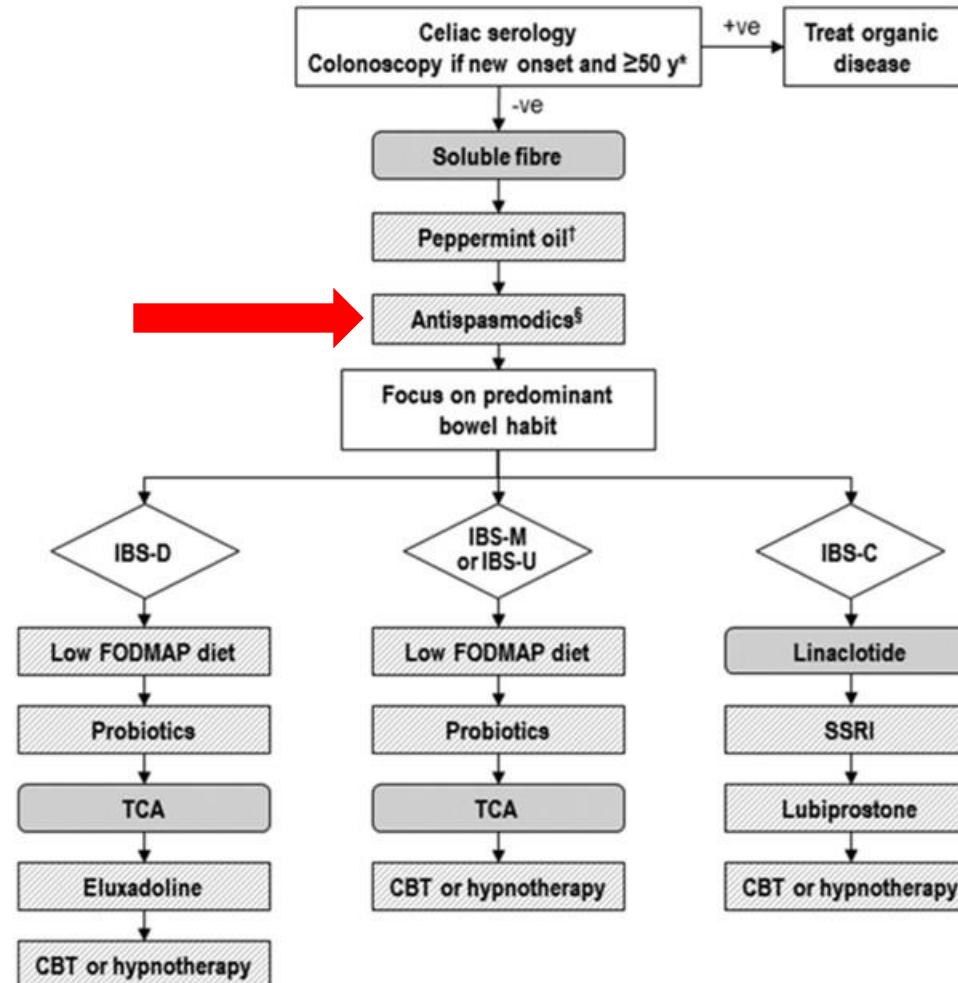 Celiac serology
Colonoscopy if new onset and ≥50 y*
+ve
Treat organic
disease
-ve
Soluble fibre
Peppermint oil†
Antispasmodics§
Focus on predominant
bowel habit
IBS-D
IBS-M
or IBS-U
IBS-C
Low FODMAP diet
Low FODMAP diet
Linaclotide
Probiotics
Probiotics
SSRI
TCA
TCA
Lubiprostone
Eluxadoline
CBT or hypnotherapy
CBT or hypnotherapy
CBT or hypnotherapy